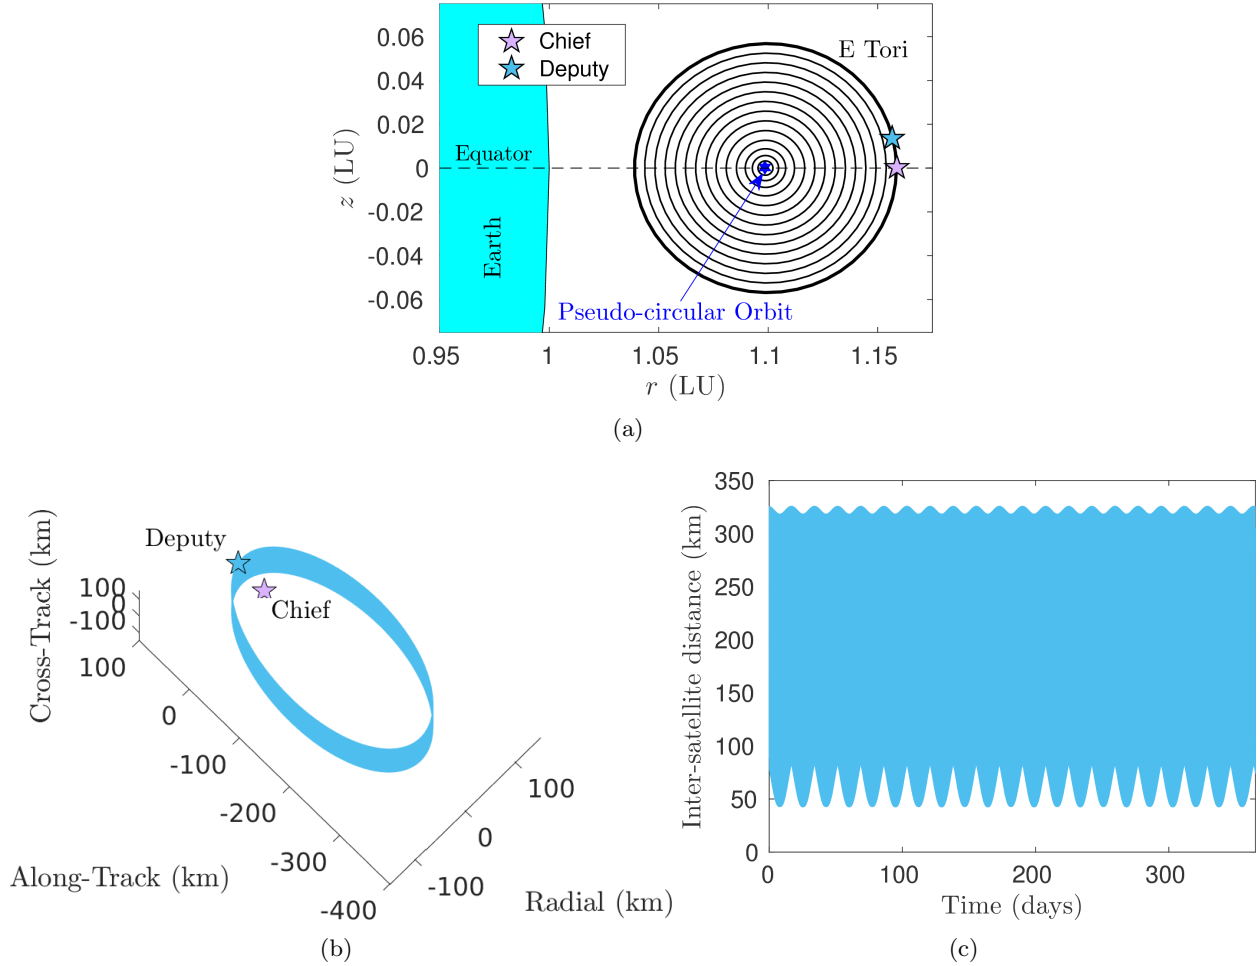 0.06
0.04
0.02
0
-0.02
-0.04
-0.06
z (LU)
Chief
Deputy
E Tori
Equator
Earth
Pseudo-circular Orbit
0.95
1
1.05
1.1
1.15
r (LU)
(a)
Cross-Track (km)
100
0
-100
Deputy
Chief
100
0
-100
-200
-300
-400
Along-Track (km)
100
0
-100
Radial (km)
(b)
Inter-satellite distance (km)
350
300
250
200
150
100
50
0
0
100
200
300
Time (days)
(c)